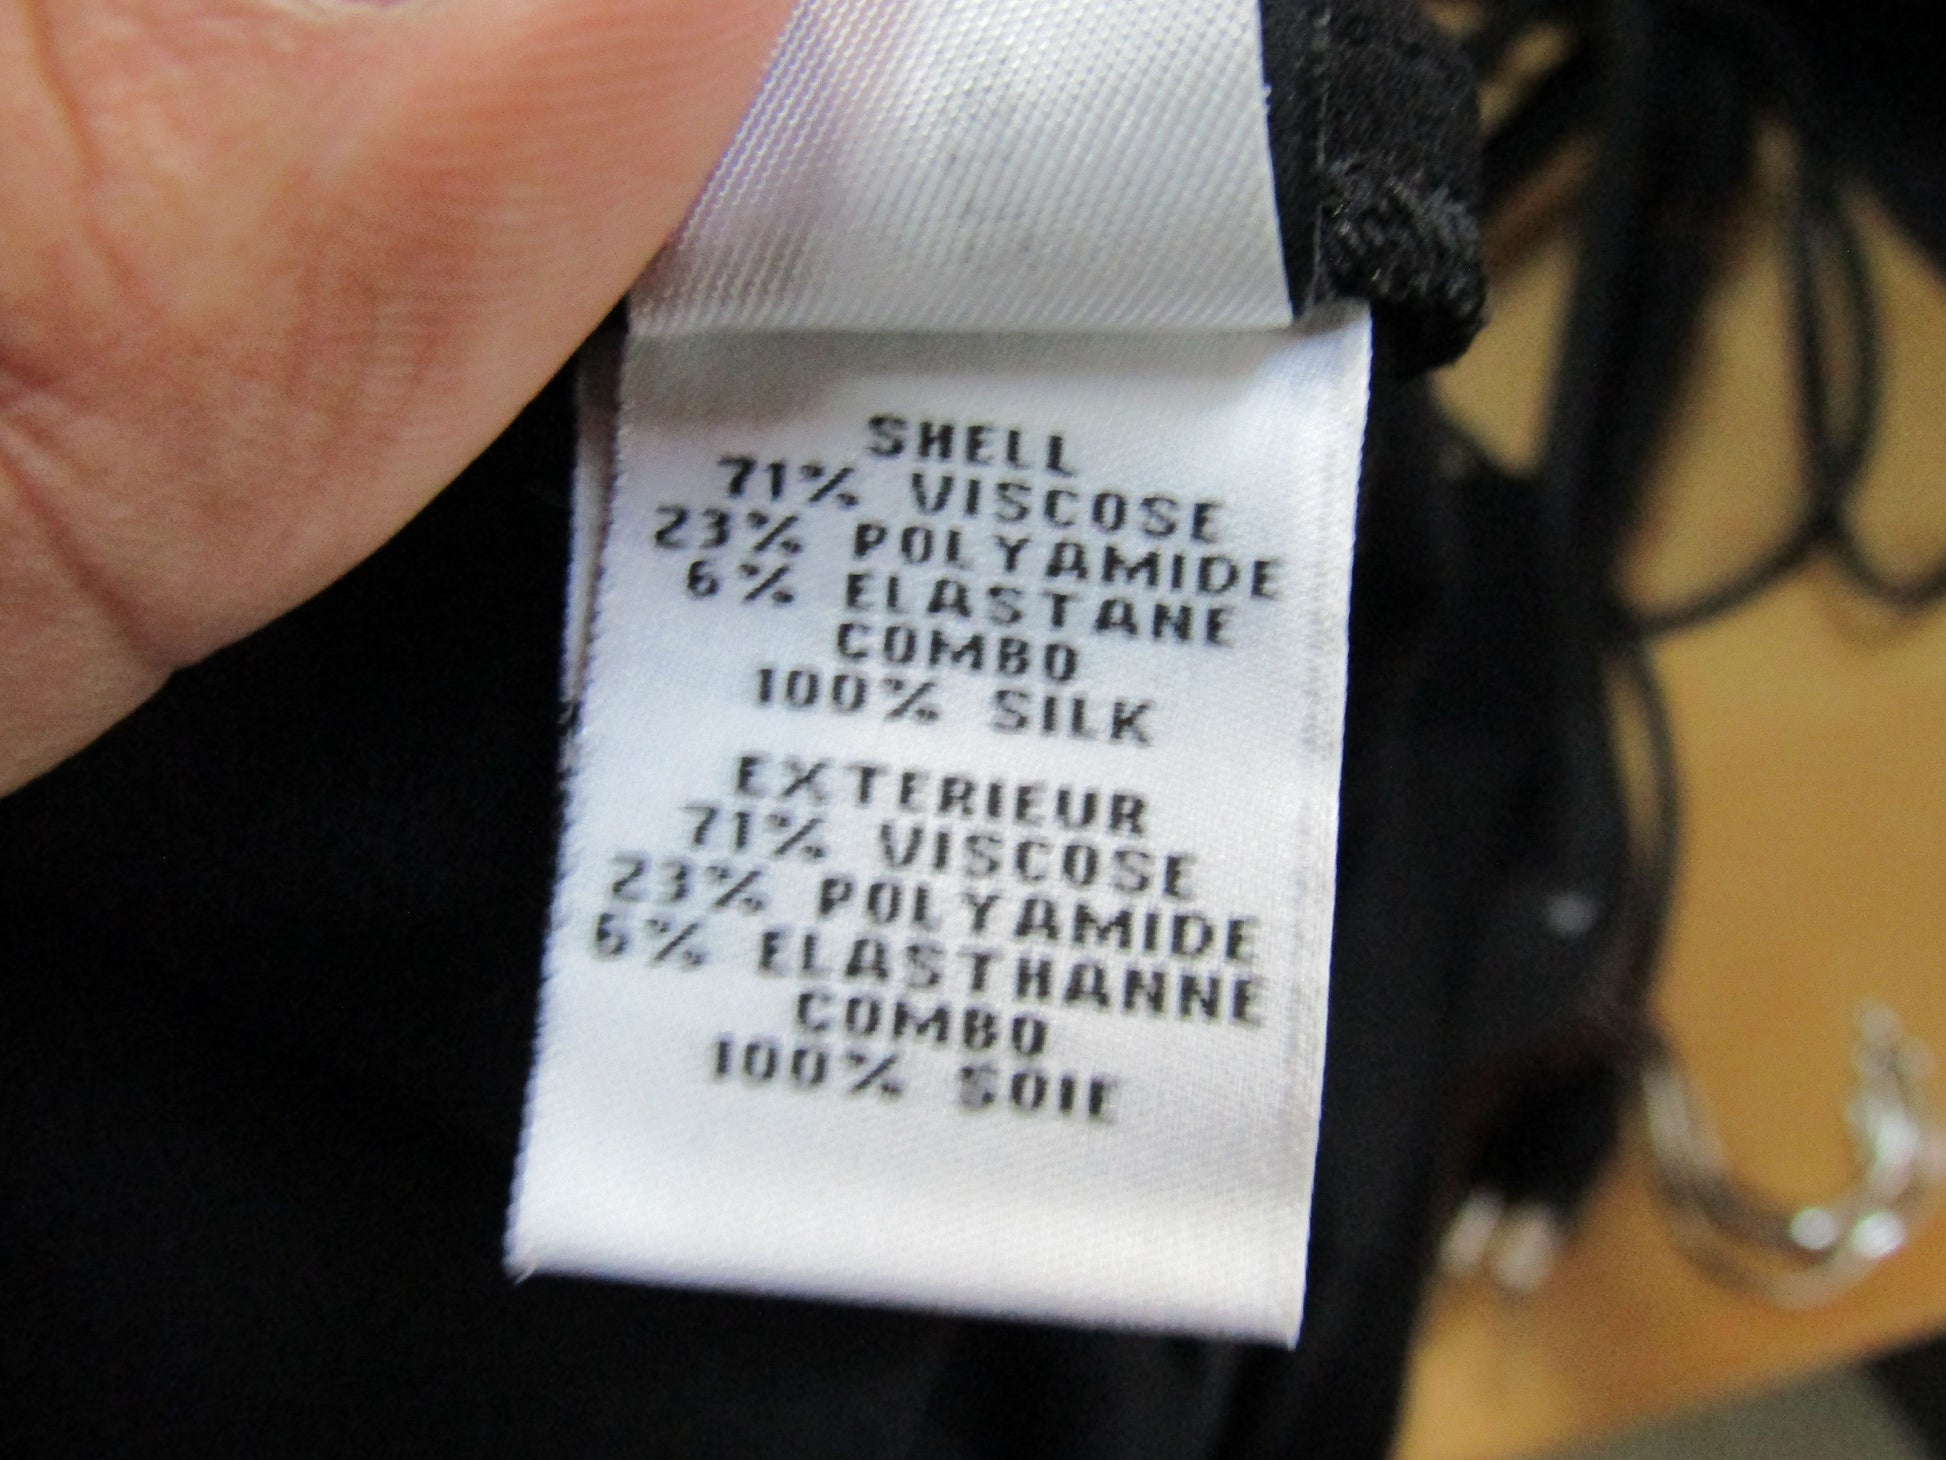 SHELL
71% VISCOSE
23% POLYAMIDE
6% ELASTANE
COMBO
100% SILK
EXTERIEUR
71% VISCOSE
23% POLYAMIDE
6% ELASTHANNE
COMBO
100% SOIE